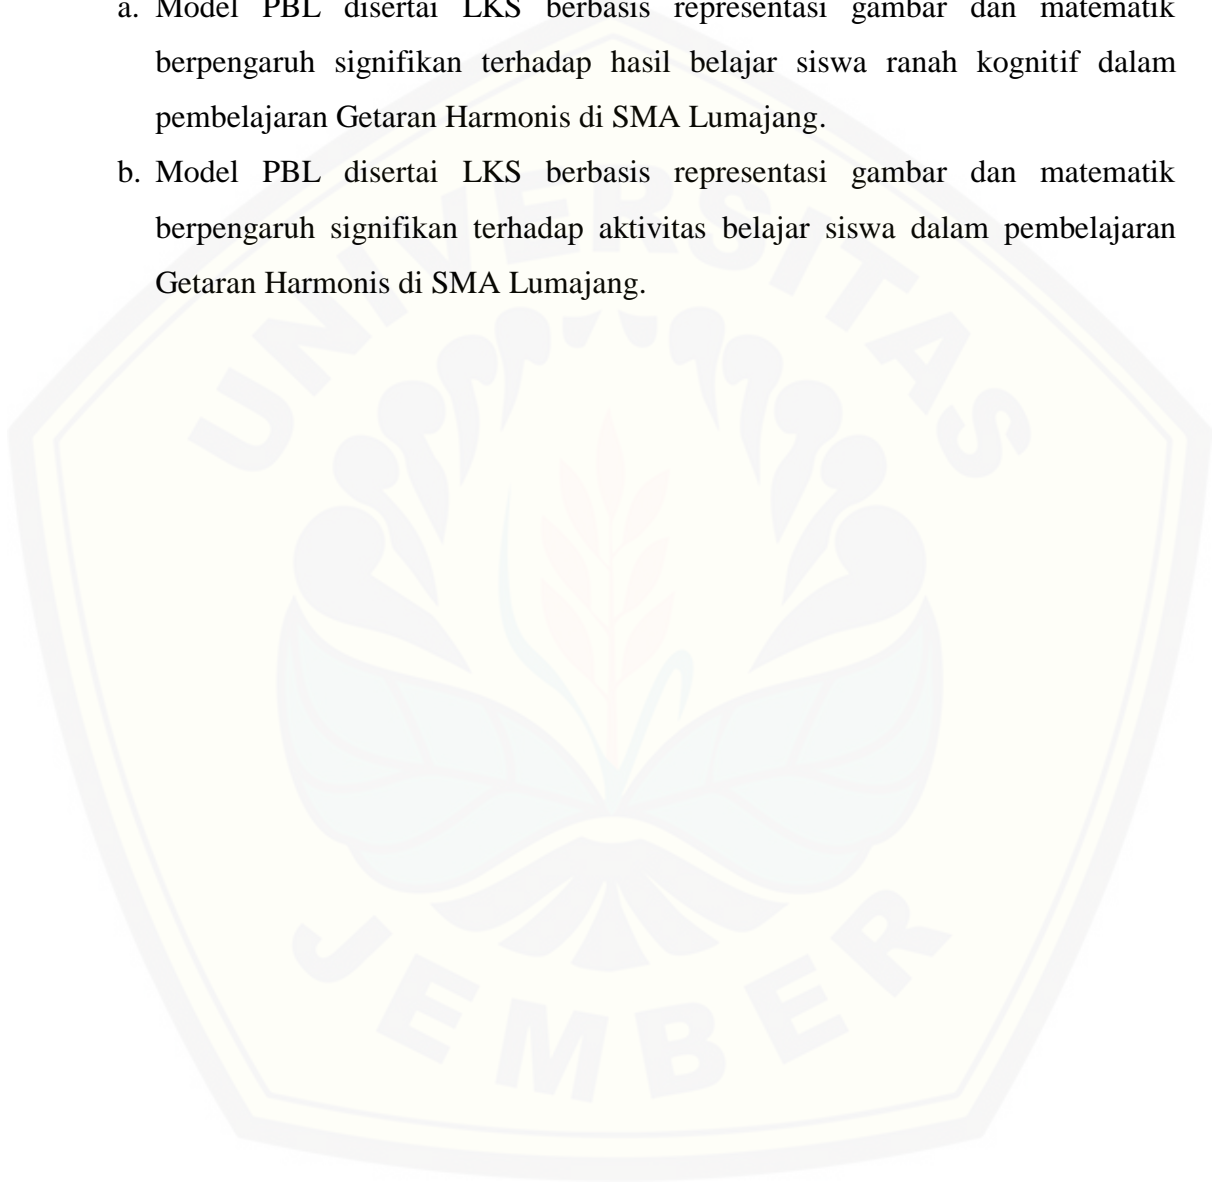 a. Model PBL disertai LKS berbasis representasi gambar dan matematik
berpengaruh signifikan terhadap hasil belajar siswa ranah kognitif dalam
pembelajaran Getaran Harmonis di SMA Lumajang.
b. Model PBL disertai LKS berbasis representasi gambar dan matematik
berpengaruh signifikan terhadap aktivitas belajar siswa dalam pembelajaran
Getaran Harmonis di SMA Lumajang.
UNIVERSITAS
JEMBER